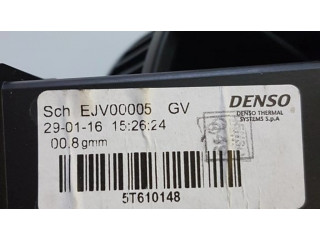 Sch EJV00005 GV
DENSO
DENSO THERMAL
SYSTEMS S.p.A
29-01-16 15:26:24
00.8 gmm
5T610148